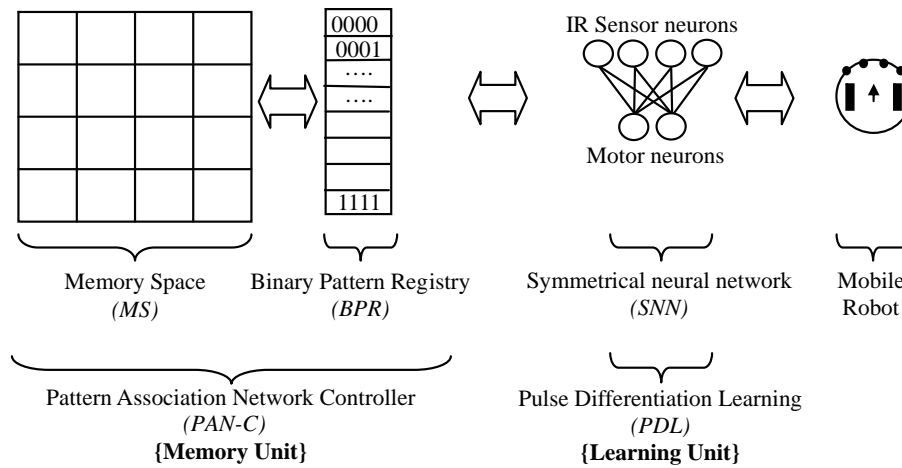 0000
0001
....
....
1111
IR Sensor neurons
Motor neurons
Memory Space
(MS)
Binary Pattern Registry
(BPR)
Symmetrical neural network
(SNN)
Mobile
Robot
Pattern Association Network Controller
(PAN-C)
{Memory Unit}
Pulse Differentiation Learning
(PDL)
{Learning Unit}